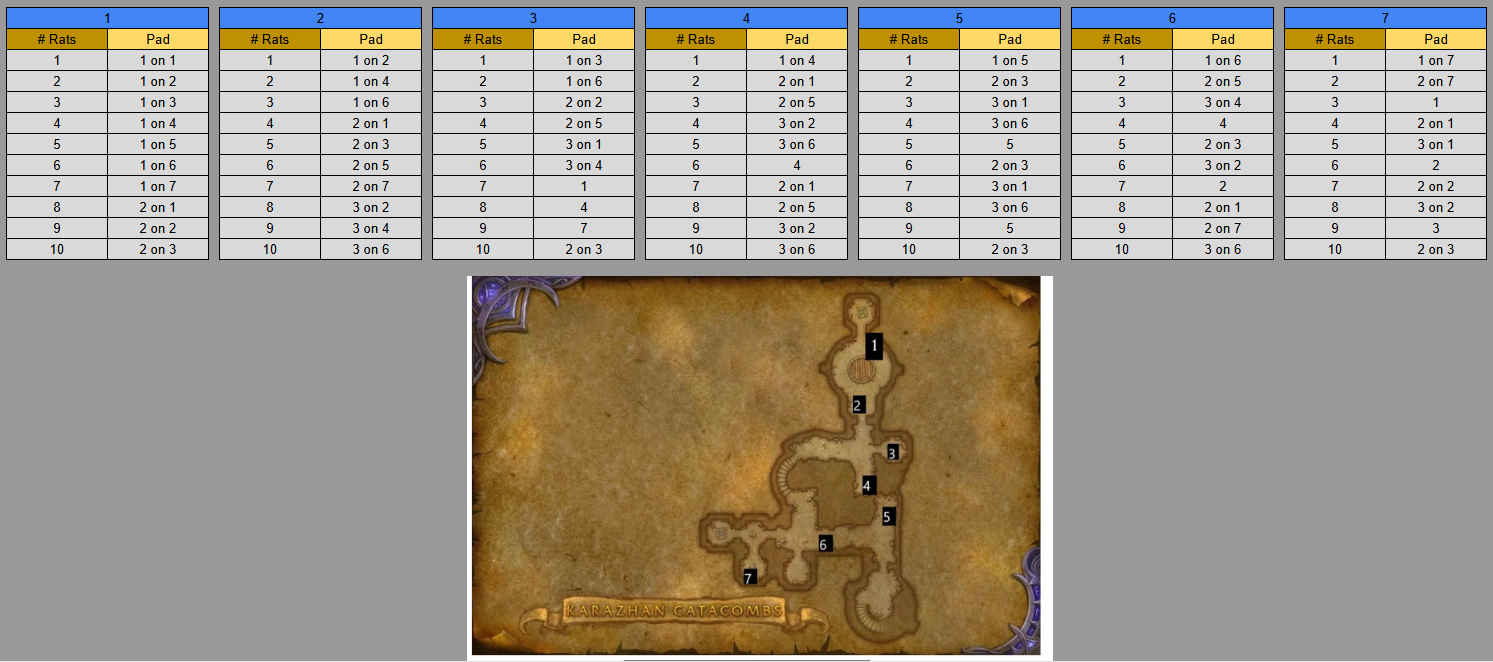 1 2 3 4 5 6 7
# Rats Pad # Rats Pad # Rats Pad # Rats Pad # Rats Pad # Rats Pad # Rats Pad
1 1 on 1 1 1 on 2 1 1 on 3 1 1 on 4 1 1 on 5 1 1 on 6 1 1 on 7
2 1 on 2 2 1 on 4 2 1 on 6 2 2 on 1 2 2 on 3 2 2 on 5 2 2 on 7
3 1 on 3 3 1 on 6 3 2 on 2 3 2 on 5 3 3 on 1 3 3 on 4 3 1
4 1 on 4 4 2 on 1 4 2 on 5 4 3 on 2 4 3 on 6 4 4 4 2 on 1
5 1 on 5 5 2 on 3 5 3 on 1 5 3 on 6 5 5 5 2 on 3 5 3 on 1
6 1 on 6 6 2 on 5 6 3 on 4 6 4 6 2 on 3 6 3 on 2 6 2
7 1 on 7 7 2 on 7 7 1 7 2 on 1 7 3 on 1 7 2 7 2 on 2
8 2 on 1 8 3 on 2 8 4 8 2 on 5 8 3 on 6 8 2 on 1 8 3 on 2
9 2 on 2 9 3 on 4 9 7 9 3 on 2 9 5 9 2 on 7 9 3
10 2 on 3 10 3 on 6 10 2 on 3 10 3 on 6 10 2 on 3 10 3 on 6 10 2 on 3
1
2
3
4
5
6
7
KARAZHAN CATACOMBS